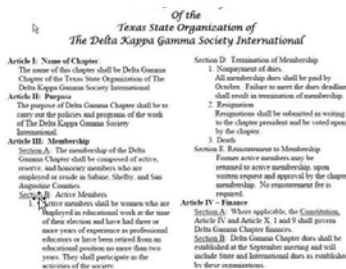 Of the
Texas State Organization of
The Delta Kappa Gamma Society International
Article I: Name of Chapter:
The name of this chapter shall be Delta Gamma
Chapter of the Texas State Organization of The
Delta Kappa Gamma Society International
Article II: Purpose
The purpose of Delta Gamma Chapter shall be to
carry out the policies and programs of the work
of The Delta Kappa Gamma Society
International.
Article III: Membership
Section A. The membership of the Delta
Gamma Chapter shall be composed of active,
reserve, and honorary members who are
employed or reside in Sabine, Shelby, and San
Augustine Counties.
Section B: Active Members
1. Active members shall be women who are
employed in educational work at the time
of their election and have had three or
more years of experience as professional
educators or have been retired from an
educational position no more than two
years. They shall participate in the
activities of the society.
Section D: Termination of Membership
1. Nonpayment of dues.
All membership dues shall be paid by
October. Failure to meet the dues deadline
shall result in termination of membership.
2. Resignation
Resignations shall be submitted in writing
to the chapter president and be voted upon
by the chapter.
3. Death
Section E. Reinstatement to Membership
Former active members may be
returned to active membership, upon
written request and approval by the chapter
membership. No reinstatement fee is
required.
Article IV – Finance
Section A: Where applicable, the Constitution,
Article IV and Article X, 1 and 9 shall govern
Delta Gamma Chapter finances.
Section B: Delta Gamma Chapter dues shall be
established at the September meeting and will
include State and International dues as established
by these organizations.